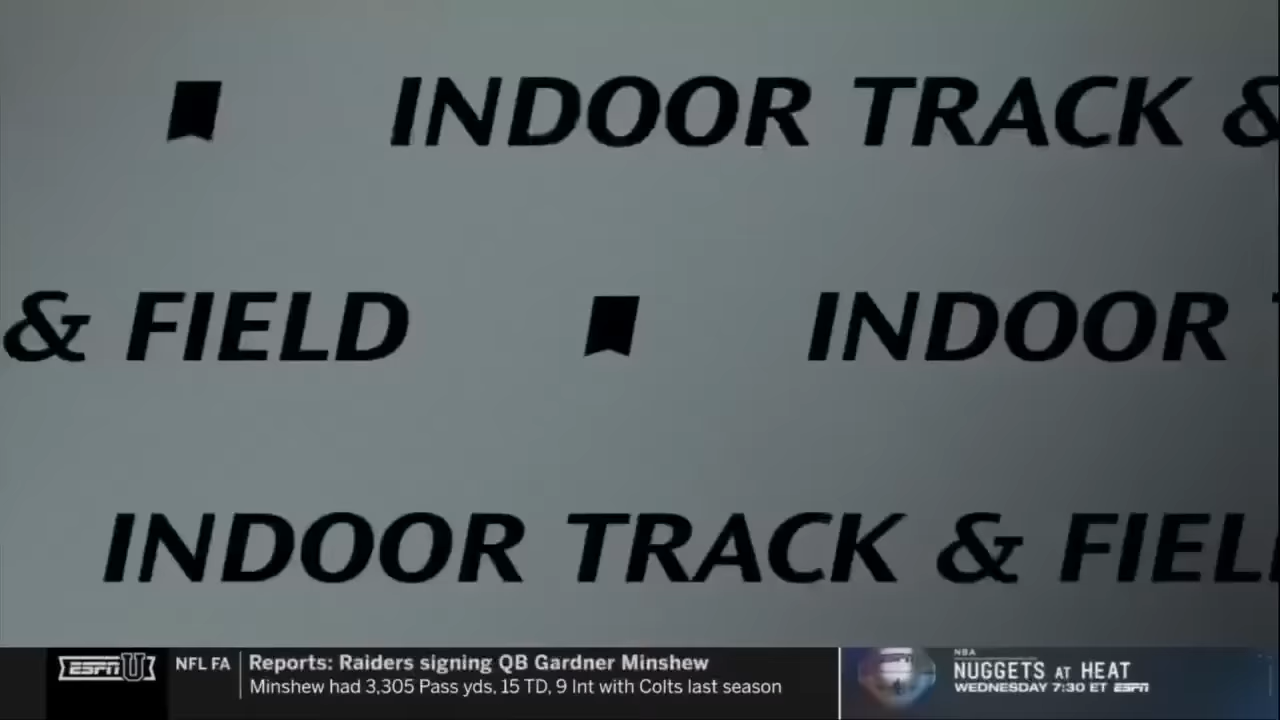 INDOOR TRACK &
& FIELD INDOOR
INDOOR TRACK & FIEL
ESPNU NFL FA Reports: Raiders signing QB Gardner Minshew
Minshew had 3,305 Pass yds, 15 TD, 9 Int with Colts last season
NBA
NUGGETS AT HEAT
WEDNESDAY 7:30 ET ESPN